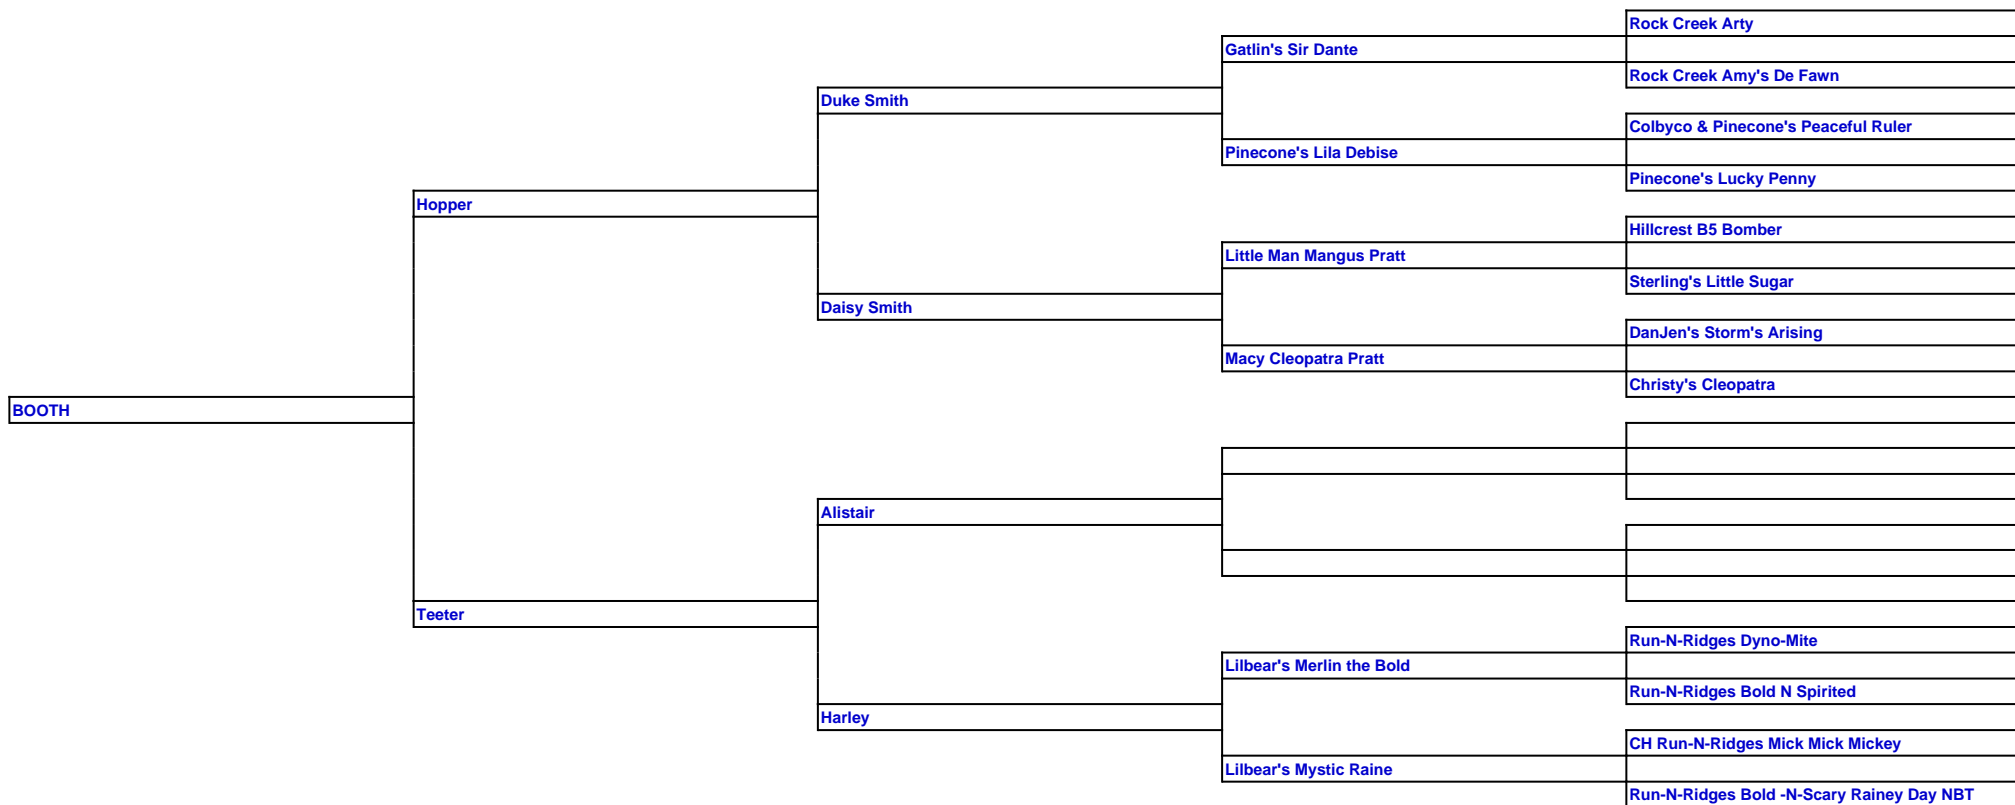 Rock Creek Arty
Gatlin's Sir Dante
Rock Creek Amy's De Fawn
Duke Smith
Colbyco & Pinecone's Peaceful Ruler
Pinecone's Lila Debise
Pinecone's Lucky Penny
Hopper
Hillcrest B5 Bomber
Little Man Mangus Pratt
Sterling's Little Sugar
Daisy Smith
DanJen's Storm's Arising
Macy Cleopatra Pratt
Christy's Cleopatra
BOOTH
Alistair
Teeter
Run-N-Ridges Dyno-Mite
Lilbear's Merlin the Bold
Run-N-Ridges Bold N Spirited
Harley
CH Run-N-Ridges Mick Mick Mickey
Lilbear's Mystic Raine
Run-N-Ridges Bold -N-Scary Rainey Day NBT